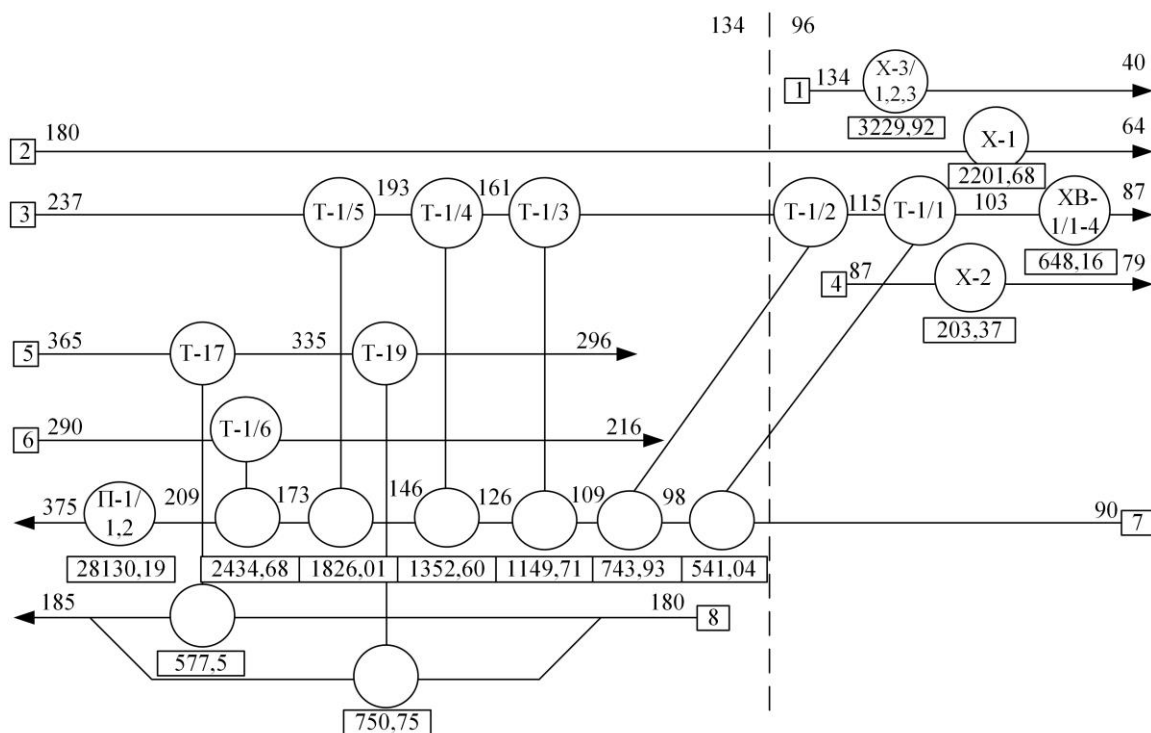 134 96
1 134 Х-3/ 1,2,3 40
3229,92
2 180 Х-1 64
2201,68
3 237 Т-1/5 193 Т-1/4 161 Т-1/3 Т-1/2 115 Т-1/1 103 ХВ- 1/1-4 87
648,16
4 87 Х-2 79
203,37
5 365 Т-17 335 Т-19 296
6 290 Т-1/6 216
375 П-1/ 1,2 209 173 146 126 109 98 90 7
28130,19 2434,68 1826,01 1352,60 1149,71 743,93 541,04
185 180 8
577,5
750,75